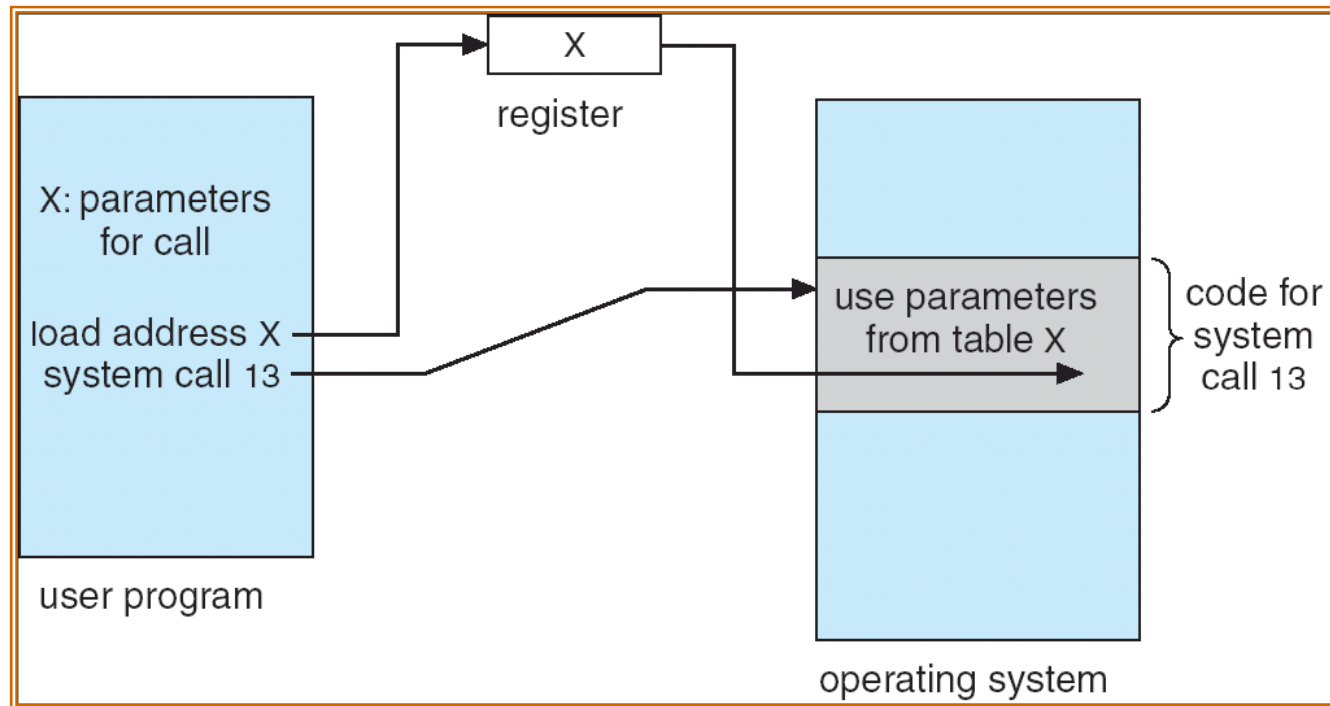 X
register
X: parameters
for call
load address X
system call 13
user program
use parameters
from table X
code for
system
call 13
operating system